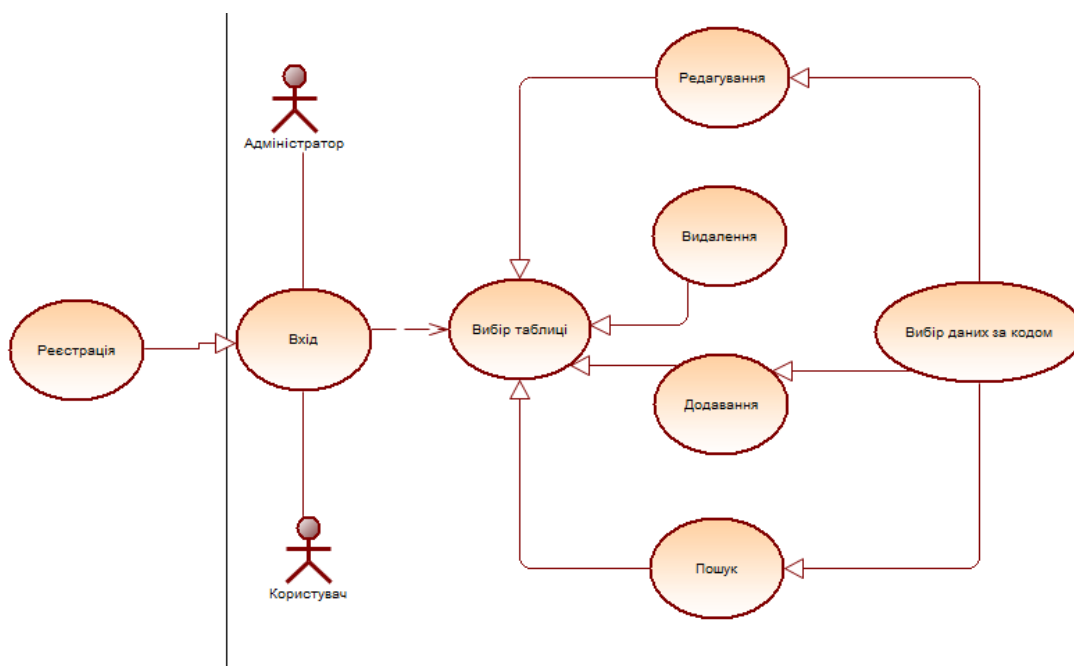 Редагування
Адміністратор
Видалення
Реєстрація
Вхід
Вибір таблиці
Вибір даних за кодом
Додавання
Пошук
Користувач